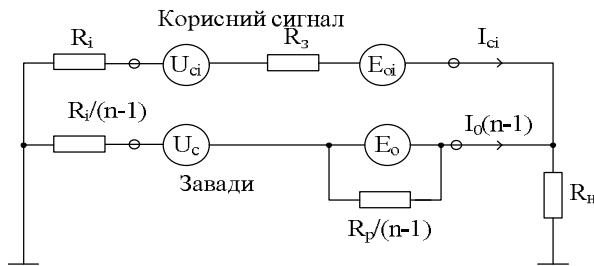 Корисний сигнал
Ri Uci Rз Eoi Ici
Ri/(n-1) Uc Eo I0(n-1)
Завади
Rн
Rp/(n-1)